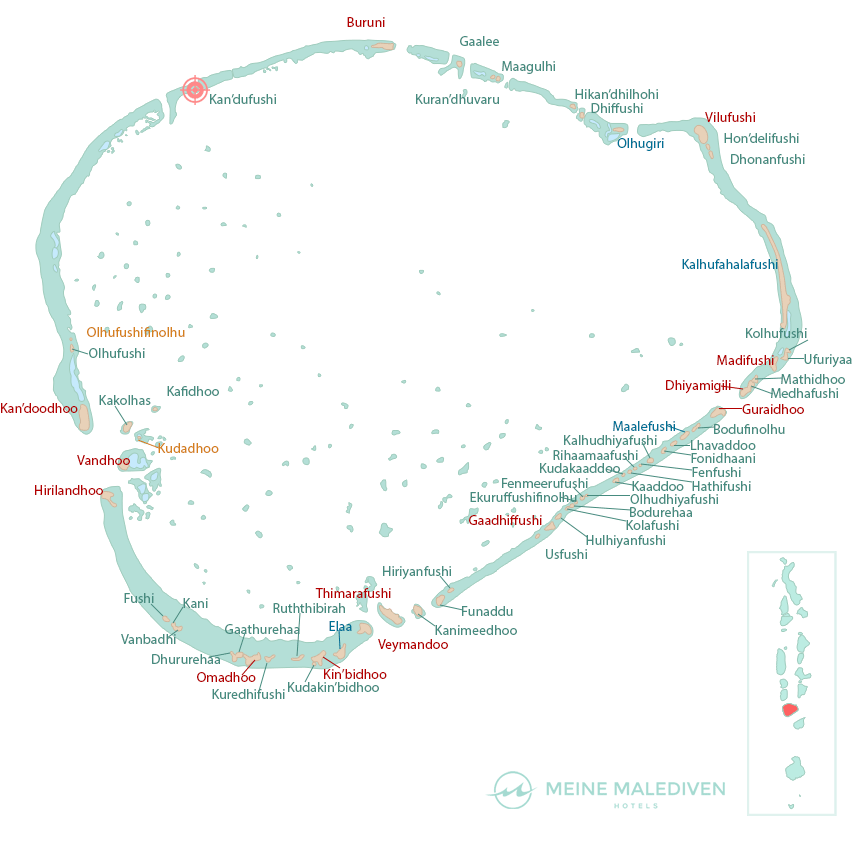 Buruni
Gaalee
Maagulhi
Kan'dufushi
Kuran'dhuvaru
Hikan'dhilhohi
Dhiffushi
Vilufushi
Olhugiri
Hon'delifushi
Dhonanfushi
Kalhufahalafushi
Olhufushifinolhu
Olhufushi
Kolhufushi
Madifushi
Ufuriyaa
Mathidhoo
Dhiyamigili
Medhafushi
Kafidhoo
Kakolhas
Kan'doodhoo
Guraidhoo
Maalefushi
Bodufinolhu
Kalhudhiyafushi
Lhavaddoo
Kudadhoo
Rihaamaafushi
Fonidhaani
Vandhoo
Kudakaaddoo
Fenfushi
Fenmeerufushi
Kaaddoo
Hathifushi
Hirilandhoo
Ekuruffushifinolhu
Olhudhiyafushi
Bodurehaa
Gaadhiffushi
Kolafushi
Hulhiyanfushi
Usfushi
Hiriyanfushi
Thimarafushi
Fushi
Kani
Ruththibirah
Funaddu
Vanbadhi
Gaathurehaa
Elaa
Kanimeedhoo
Veymandoo
Dhururehaa
Omadhoo
Kin'bidhoo
Kuredhifushi
Kudakin'bidhoo
MEINE MALEDIVEN
HOTELS